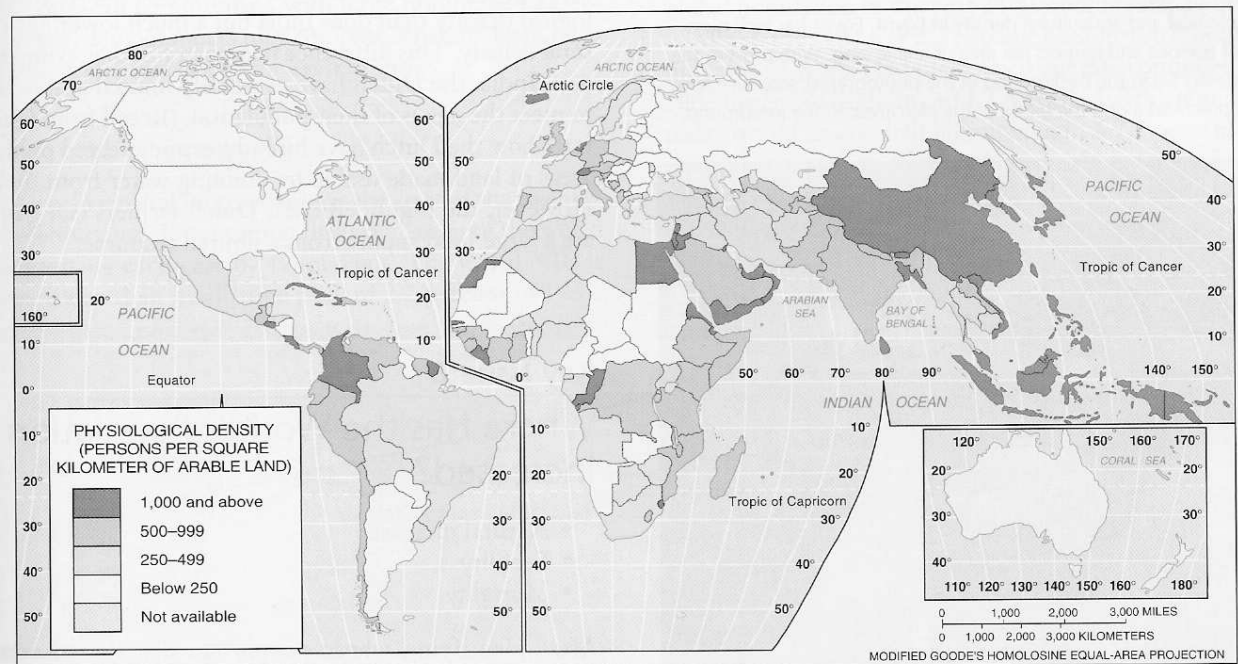 80°
ARCTIC OCEAN
70°
60°
50°
40°
30°
20°
160°
PACIFIC
OCEAN
10°
Equator
0°
10°
20°
30°
40°
50°
ATLANTIC
OCEAN
60°
50°
40°
30°
Tropic of Cancer
20°
10°
20°
30°
40°
50°
PHYSIOLOGICAL DENSITY
(PERSONS PER SQUARE
KILOMETER OF ARABLE LAND)
1,000 and above
500–999
250–499
Below 250
Not available
ARCTIC OCEAN
Arctic Circle
50°
40°
30°
0°
10°
20°
30°
40°
50°
50°
PACIFIC
40°
OCEAN
30°
Tropic of Cancer
20°
10°
ARABIAN
SEA
BAY OF
BENGAL
50° 60° 70° 80° 90°
140° 150°
INDIAN OCEAN
10°
20°
Tropic of Capricorn
30°
40°
50°
120° 150° 160° 170°
CORAL SEA
20° 20°
30° 30°
40°
110° 120° 130° 140° 150° 160° 180°
0 1,000 2,000 3,000 MILES
0 1,000 2,000 3,000 KILOMETERS
MODIFIED GOODE'S HOMOLOSINE EQUAL-AREA PROJECTION